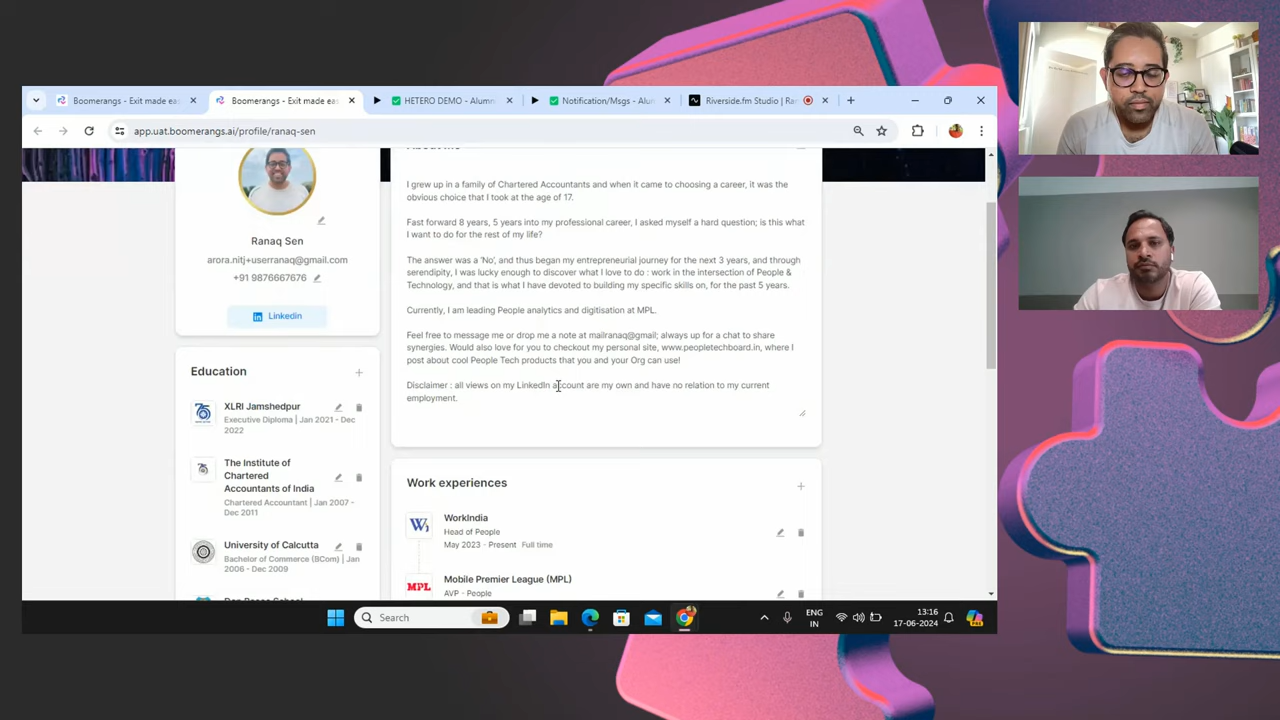 Boomerangs - Exit made eas
Boomerangs - Exit made eas
HETERO DEMO - Alumn
Notification/Msgs - Alun
Riverside.fm Studio | Ra
app.uat.boomerangs.ai/profile/ranaq-sen
Ranaq Sen
arora.nitj+userranaq@gmail.com
+91 9876667676
Linkedin
Education
XLRI Jamshedpur
Executive Diploma | Jan 2021 - Dec
2022
The Institute of
Chartered
Accountants of India
Chartered Accountant | Jan 2007 -
Dec 2011
University of Calcutta
Bachelor of Commerce (BCom) | Jan
2006 - Dec 2009
I grew up in a family of Chartered Accountants and when it came to choosing a career, it was the
obvious choice that I took at the age of 17.
Fast forward 8 years, 5 years into my professional career, I asked myself a hard question; is this what
I want to do for the rest of my life?
The answer was a 'No', and thus began my entrepreneurial journey for the next 3 years, and through
serendipity, I was lucky enough to discover what I love to do : work in the intersection of People &
Technology, and that is what I have devoted to building my specific skills on, for the past 5 years.
Currently, I am leading People analytics and digitisation at MPL.
Feel free to message me or drop me a note at mailranaq@gmail; always up for a chat to share
synergies. Would also love for you to checkout my personal site, www.peopletechboard.in, where I
post about cool People Tech products that you and your Org can use!
Disclaimer : all views on my LinkedIn account are my own and have no relation to my current
employment.
Work experiences
WorkIndia
Head of People
May 2023 - Present Full time
MPL
Mobile Premier League (MPL)
AVP - People
Search
ENG
IN
13:16
17-06-2024